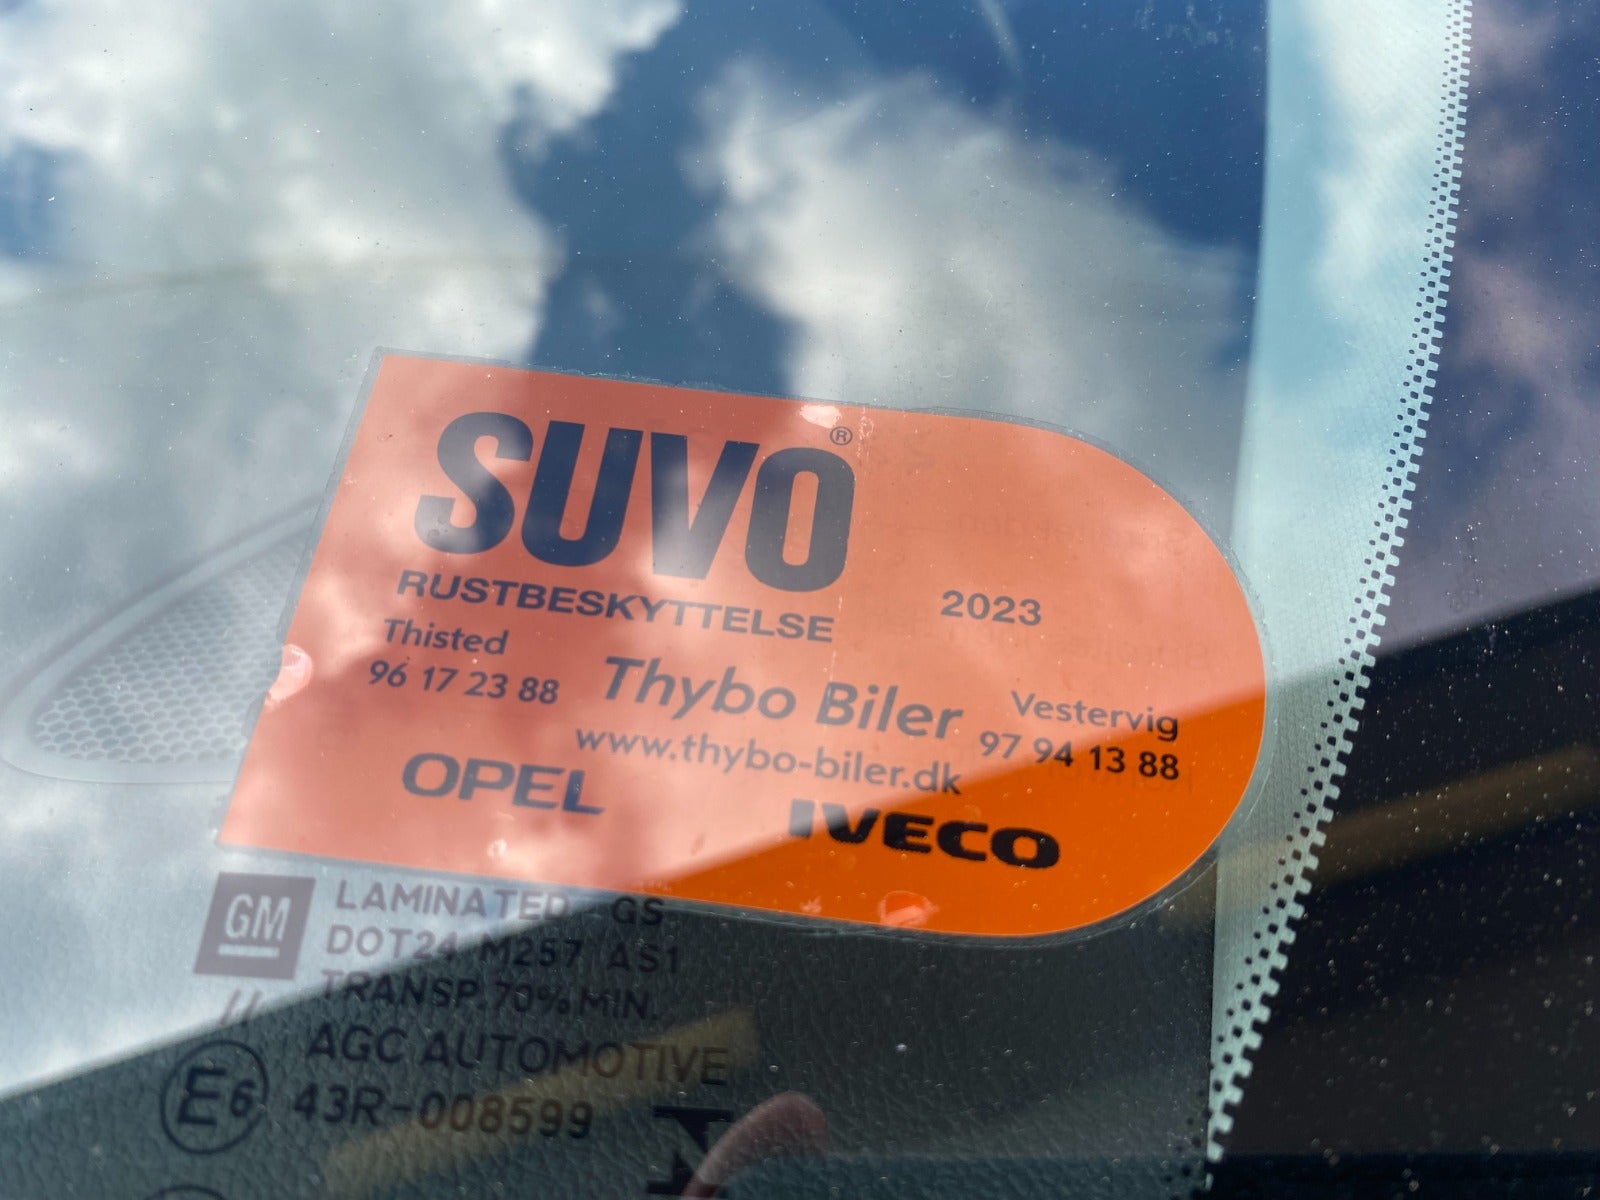 SUVO®
RUSTBESKYTTELSE
2023
Thisted
96 17 23 88
Thybo Biler
www.thybo-biler.dk
Vestervig
97 94 13 88
OPEL
IVECO
GM
LAMINATED GS
DOT24 M257 AS1
TRANSP.70% MIN.
//
AGC AUTOMOTIVE
E6 43R-008599